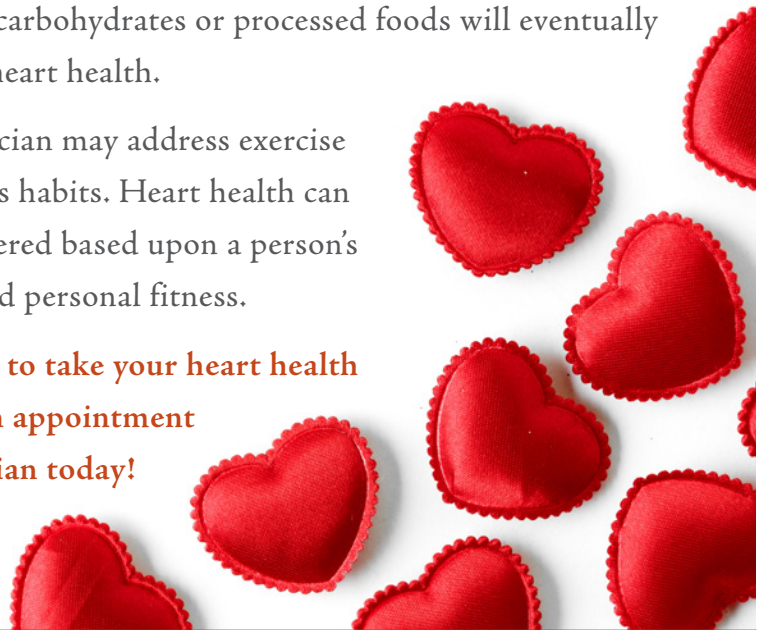 carbohydrates or processed foods will eventually
heart health.
cian may address exercise
s habits. Heart health can
ered based upon a person’s
d personal fitness.
to take your heart health
appointment
ian today!